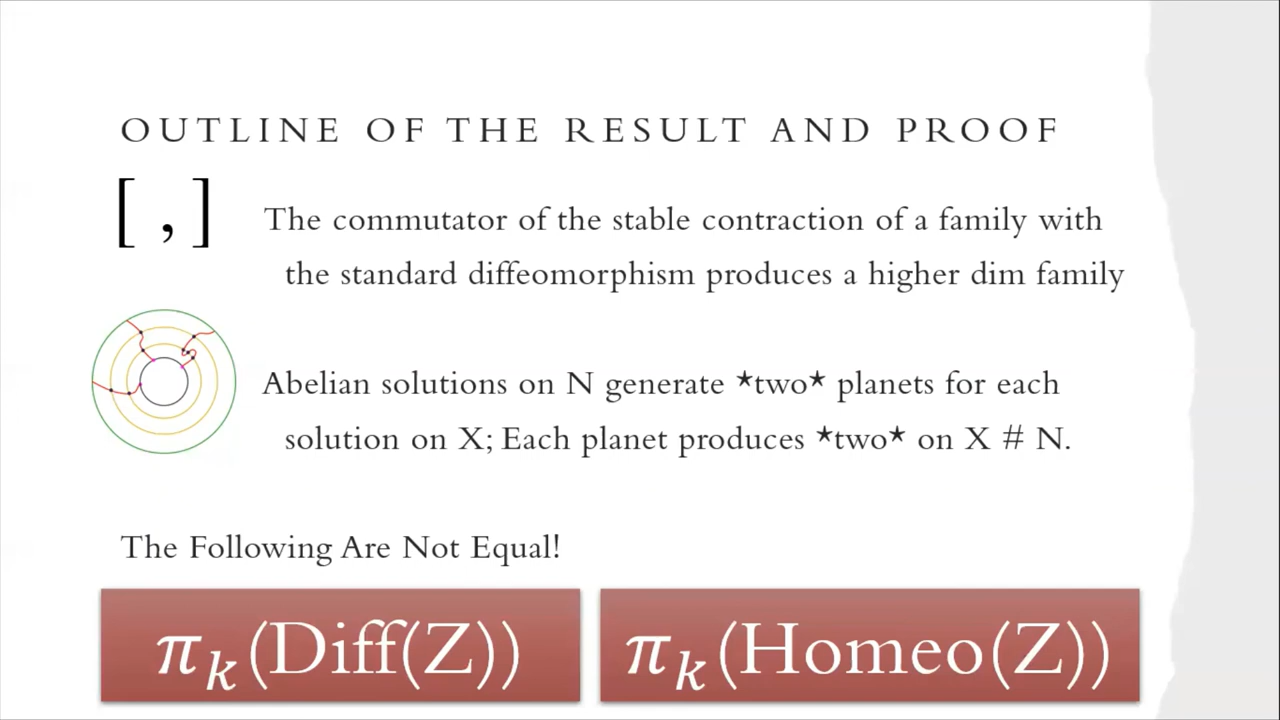 OUTLINE OF THE RESULT AND PROOF
[ , ]
The commutator of the stable contraction of a family with
the standard diffeomorphism produces a higher dim family
Abelian solutions on N generate *two* planets for each
solution on X; Each planet produces *two* on X # N.
The Following Are Not Equal!
π_k(Diff(Z))
π_k(Homeo(Z))